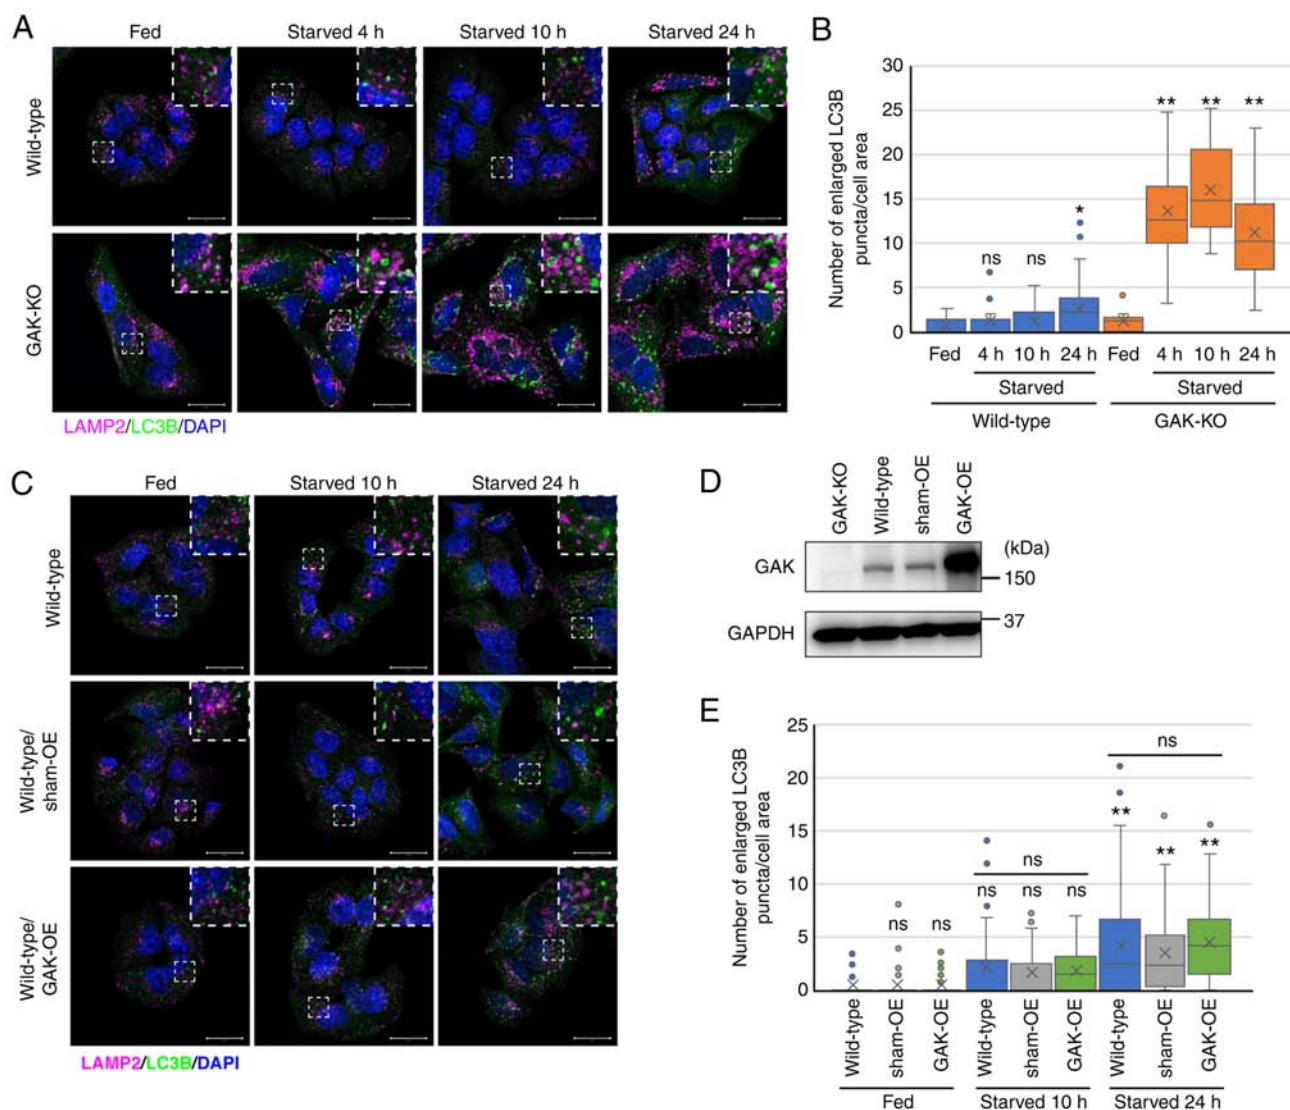 A
Fed
Starved 4 h
Starved 10 h
Starved 24 h
Wild-type
GAK-KO
LAMP2/LC3B/DAPI
B
Number of enlarged LC3B
puncta/cell area
30
25
20
15
10
5
0
ns
ns
*
**
**
**
Fed
4 h
10 h
24 h
Fed
4 h
10 h
24 h
Starved
Starved
Wild-type
GAK-KO
C
Fed
Starved 10 h
Starved 24 h
Wild-type
Wild-type/
sham-OE
Wild-type/
GAK-OE
LAMP2/LC3B/DAPI
D
GAK-KO
Wild-type
sham-OE
GAK-OE
(kDa)
GAK
150
GAPDH
37
E
Number of enlarged LC3B
puncta/cell area
25
20
15
10
5
0
ns
ns
ns
ns
ns
ns
ns
**
**
**
Wild-type
sham-OE
GAK-OE
Wild-type
sham-OE
GAK-OE
Wild-type
sham-OE
GAK-OE
Fed
Starved 10 h
Starved 24 h